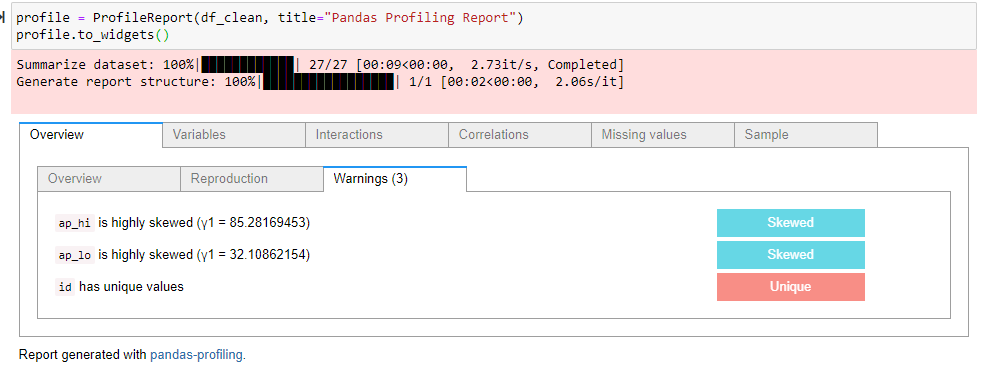 profile = ProfileReport(df_clean, title="Pandas Profiling Report")
profile.to_widgets()
Summarize dataset: 100%|██████████| 27/27 [00:09<00:00, 2.73it/s, Completed]
Generate report structure: 100%|██████████| 1/1 [00:02<00:00, 2.06s/it]
Overview Variables Interactions Correlations Missing values Sample
Overview Reproduction Warnings (3)
ap_hi is highly skewed (γ1 = 85.28169453) Skewed
ap_lo is highly skewed (γ1 = 32.10862154) Skewed
id has unique values Unique
Report generated with pandas-profiling.